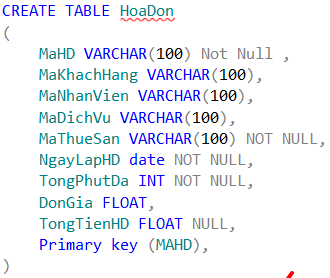 CREATE TABLE HoaDon
(
MaHD VARCHAR(100) Not Null ,
MaKhachHang VARCHAR(100),
MaNhanVien VARCHAR(100),
MaDichVu VARCHAR(100),
MaThueSan VARCHAR(100) NOT NULL,
NgayLapHD date NOT NULL,
TongPhutDa INT NOT NULL,
DonGia FLOAT,
TongTienHD FLOAT NULL,
Primary key (MAHD),
)